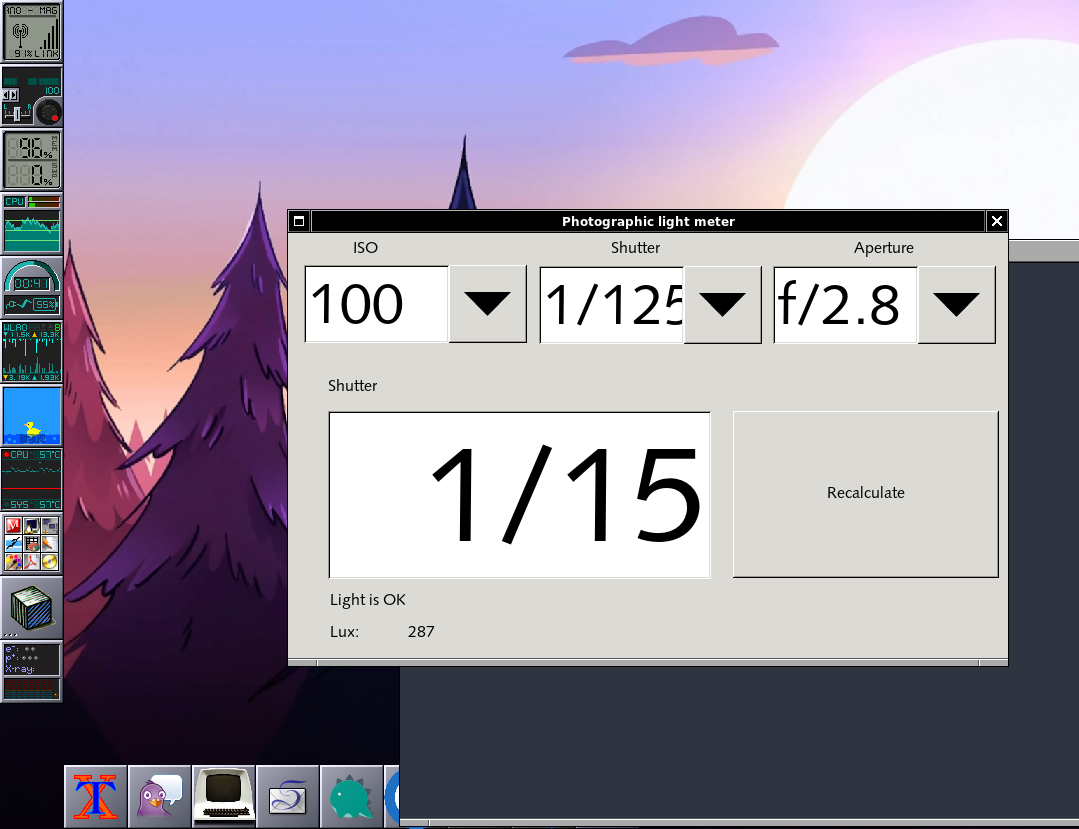 ANO - MAG
91% LINK
100
L R
96%
0%
CPU
00:41
55%
WLAO
11.5K 13.3K
3.19K 1.93K
CPU 57°C
SYS 57°C
e-:
p+:
X-ray:
Photographic light meter
ISO Shutter Aperture
100 1/125 f/2.8
Shutter
1/15
Recalculate
Light is OK
Lux: 287